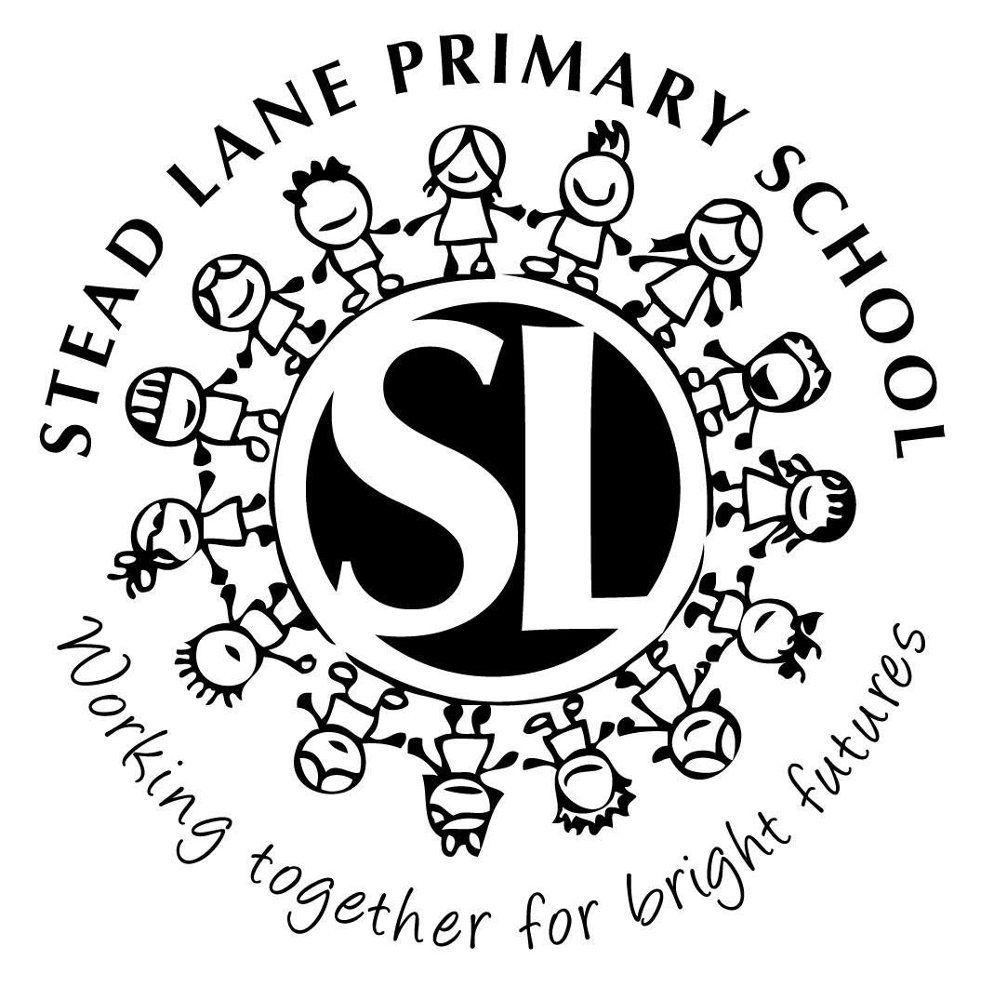 STEAD LANE PRIMARY SCHOOL
SL
Working together for bright futures